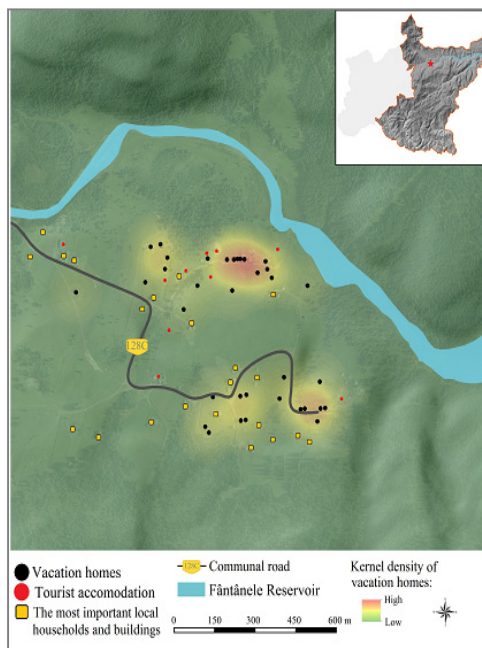 128C
Vacation homes
Tourist accomodation
The most important local
households and buildings
128C
Communal road
Fântânele Reservoir
0 150 300 450 600 m
Kernel density of
vacation homes:
High
Low